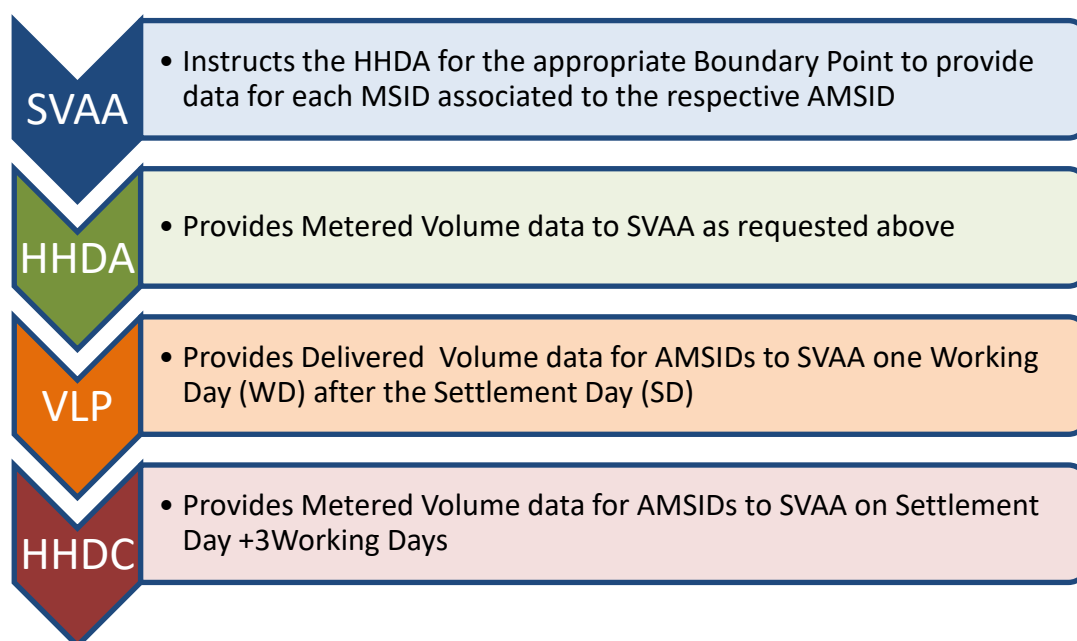 SVAA
• Instructs the HHDA for the appropriate Boundary Point to provide
data for each MSID associated to the respective AMSID
HHDA
• Provides Metered Volume data to SVAA as requested above
VLP
• Provides Delivered  Volume data for AMSIDs to SVAA one Working
Day (WD) after the Settlement Day (SD)
HHDC
• Provides Metered Volume data for AMSIDs to SVAA on Settlement
Day +3Working Days